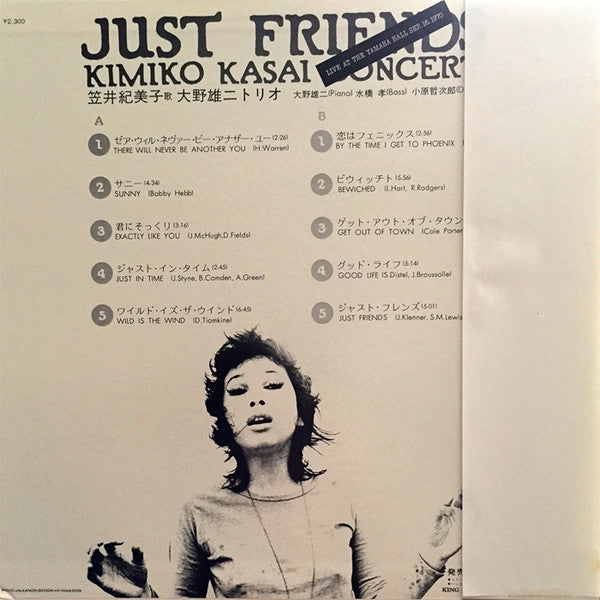 ¥2,300
JUST FRIENDS
LIVE AT THE YAMAHA HALL SEP. 16, 1970
KIMIKO KASAI CONCERT
笠井紀美子歌 大野雄二トリオ 大野雄二(Piano) 水橋 孝(Bass) 小原哲次郎(D
A
1 ゼア・ウィル・ネヴァー・ビー・アナザー・ユー(2:26)
THERE WILL NEVER BE ANOTHER YOU (H.Warren)
2 サニー(4:34)
SUNNY (Bobby Hebb)
3 君にそっくり(3:16)
EXACTLY LIKE YOU (J.McHugh,D.Fields)
4 ジャスト・イン・タイム(2:45)
JUST IN TIME (J.Styne, B.Comden, A.Green)
5 ワイルド・イズ・ザ・ウインド(6:45)
WILD IS THE WIND (D.Tiomkine)
B
1 恋はフェニックス(2:56)
BY THE TIME I GET TO PHOENIX (
2 ビウィッチト(5:56)
BEWICHED (L.Hart, R.Radgers)
3 ゲット・アウト・オブ・タウン
GET OUT OF TOWN (Cole Porter
4 グッド・ライフ(5:14)
GOOD LIFE (S.Distel, J.Broussolle)
5 ジャスト・フレンズ(5:01)
JUST FRIENDS (J.Klenner, S.M.Lewis
発売
KING